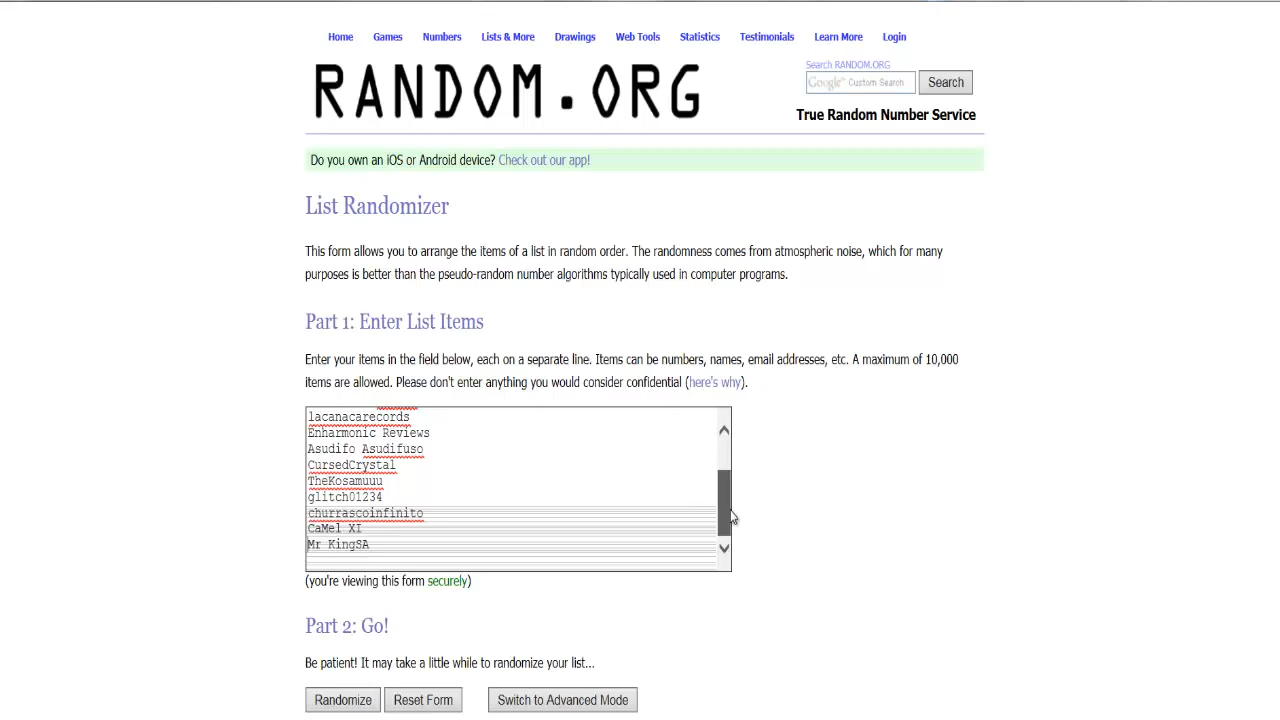 Home Games Numbers Lists & More Drawings Web Tools Statistics Testimonials Learn More Login
RANDOM.ORG
Search RANDOM.ORG
Google™ Custom Search Search
True Random Number Service
Do you own an iOS or Android device? Check out our app!
List Randomizer
This form allows you to arrange the items of a list in random order. The randomness comes from atmospheric noise, which for many
purposes is better than the pseudo-random number algorithms typically used in computer programs.
Part 1: Enter List Items
Enter your items in the field below, each on a separate line. Items can be numbers, names, email addresses, etc. A maximum of 10,000
items are allowed. Please don't enter anything you would consider confidential (here's why).
lacanacarecords
Enharmonic Reviews
Asudifo Asudifuso
CursedCrystal
TheKosamuuu
glitch01234
churrascoinfinito
CaMel XI
Mr KingSA
(you're viewing this form securely)
Part 2: Go!
Be patient! It may take a little while to randomize your list...
Randomize Reset Form Switch to Advanced Mode